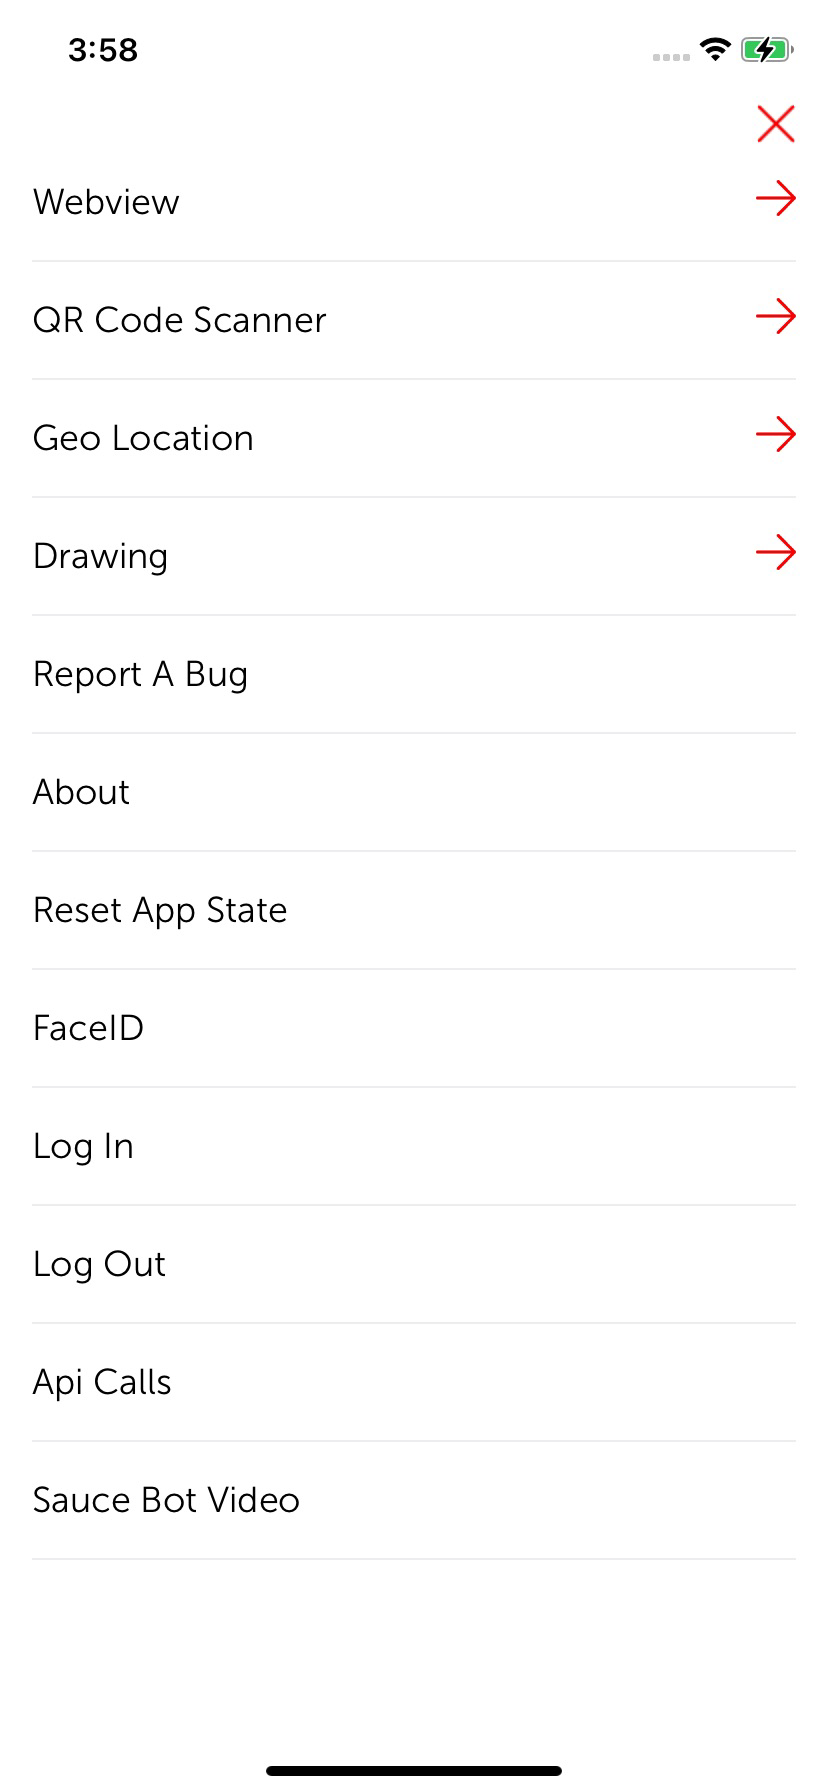 3:58
Webview
QR Code Scanner
Geo Location
Drawing
Report A Bug
About
Reset App State
FaceID
Log In
Log Out
Api Calls
Sauce Bot Video